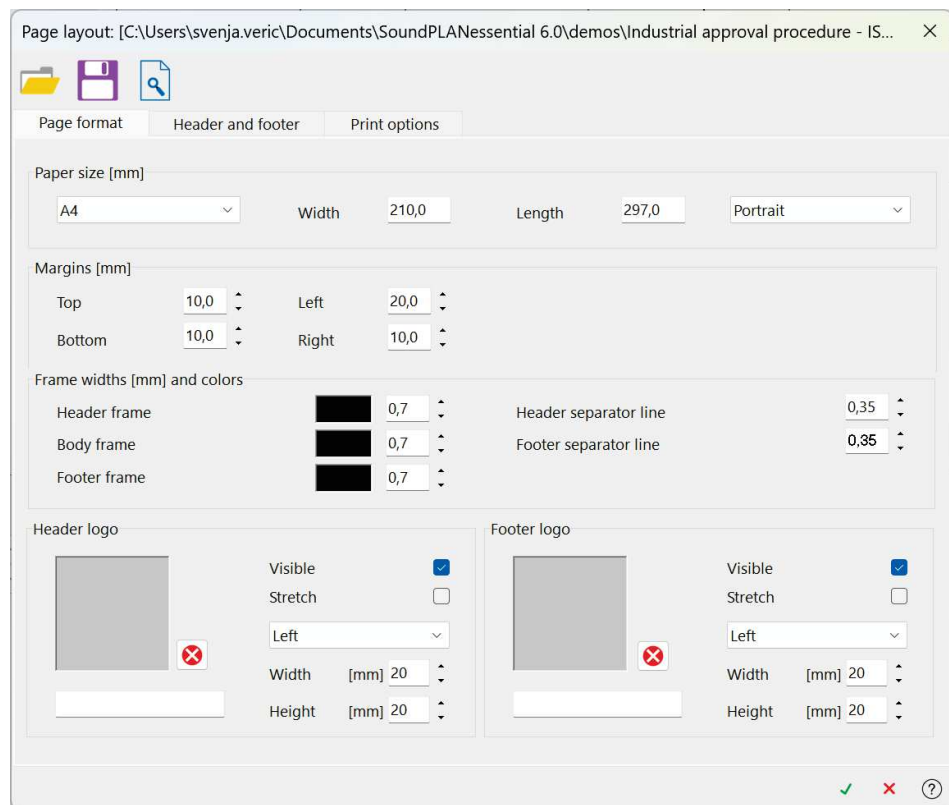 Page layout: [C:\Users\svenja.veric\Documents\SoundPLANessential 6.0\demos\Industrial approval procedure - IS...
Page format Header and footer Print options
Paper size [mm]
A4 Width 210,0 Length 297,0 Portrait
Margins [mm]
Top 10,0 Left 20,0
Bottom 10,0 Right 10,0
Frame widths [mm] and colors
Header frame 0,7 Header separator line 0,35
Body frame 0,7 Footer separator line 0,35
Footer frame 0,7
Header logo Footer logo
Visible Visible
Stretch Stretch
Left Left
Width [mm] 20 Width [mm] 20
Height [mm] 20 Height [mm] 20